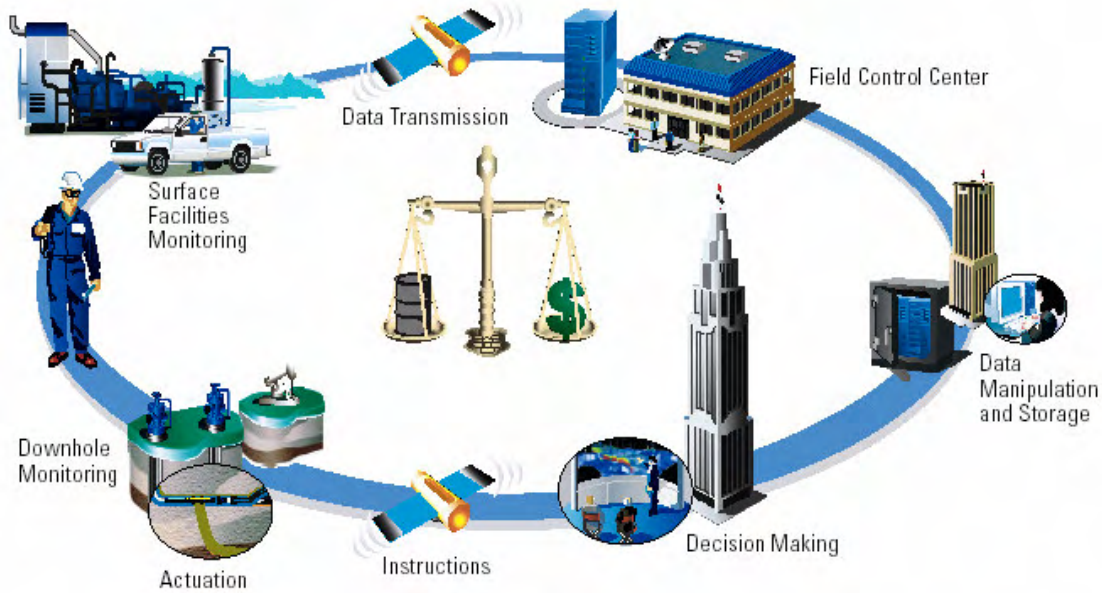 Data Transmission
Field Control Center
Surface
Facilities
Monitoring
$
Data
Manipulation
and Storage
Downhole
Monitoring
Decision Making
Instructions
Actuation